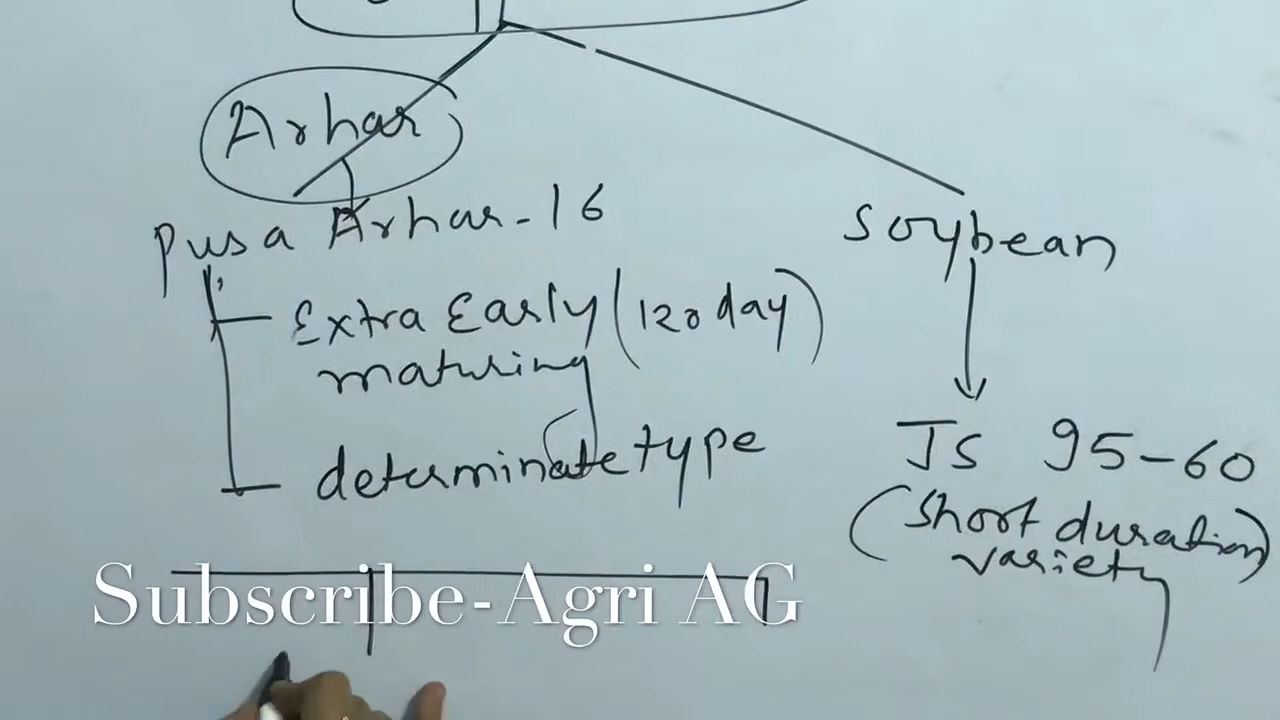 Arhar
Pusa Arhar-16
Extra Early (120 day)
maturing
determinate type
Soybean
JS 95-60
(Short duration)
variety
Subscribe-Agri AG